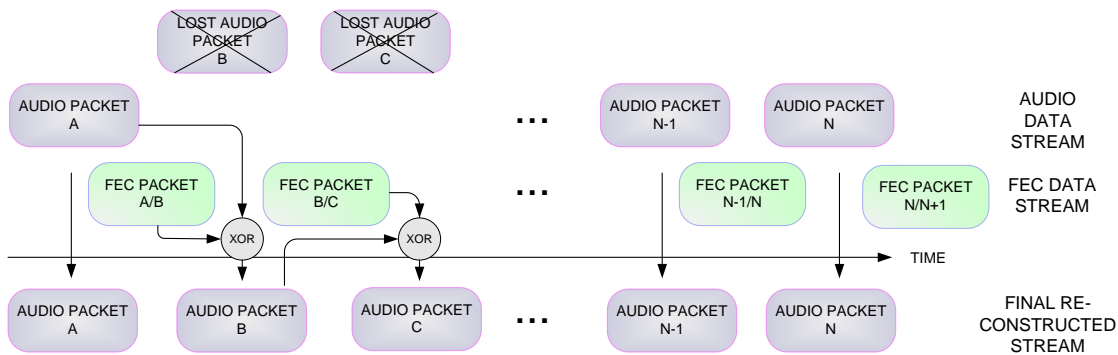 LOST AUDIO
PACKET
B
LOST AUDIO
PACKET
C
AUDIO PACKET
A
...
AUDIO PACKET
N-1
AUDIO PACKET
N
AUDIO
DATA
STREAM
FEC PACKET
A/B
FEC PACKET
B/C
...
FEC PACKET
N-1/N
FEC PACKET
N/N+1
FEC DATA
STREAM
XOR
XOR
TIME
AUDIO PACKET
A
AUDIO PACKET
B
AUDIO PACKET
C
...
AUDIO PACKET
N-1
AUDIO PACKET
N
FINAL RE-
CONSTRUCTED
STREAM